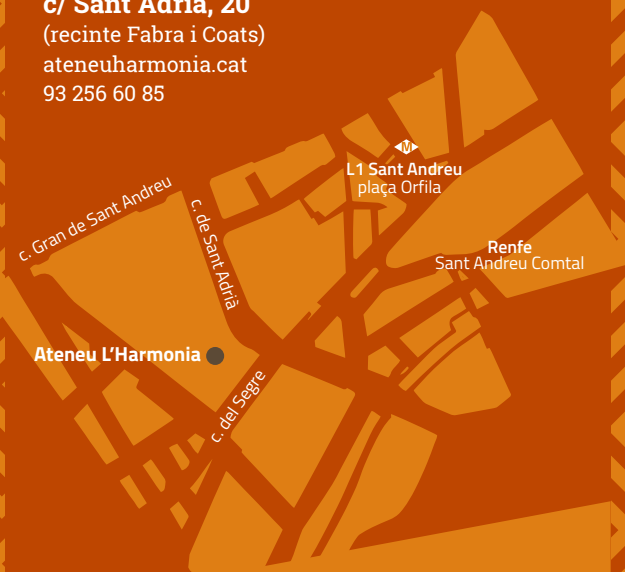 c/ Sant Adrià, 20
(recinte Fabra i Coats)
ateneuharmonia.cat
93 256 60 85
M
L1 Sant Andreu
plaça Orfila
c. Gran de Sant Andreu
c. de Sant Adrià
Renfe
Sant Andreu Comtal
Ateneu L'Harmonia
c. del Segre